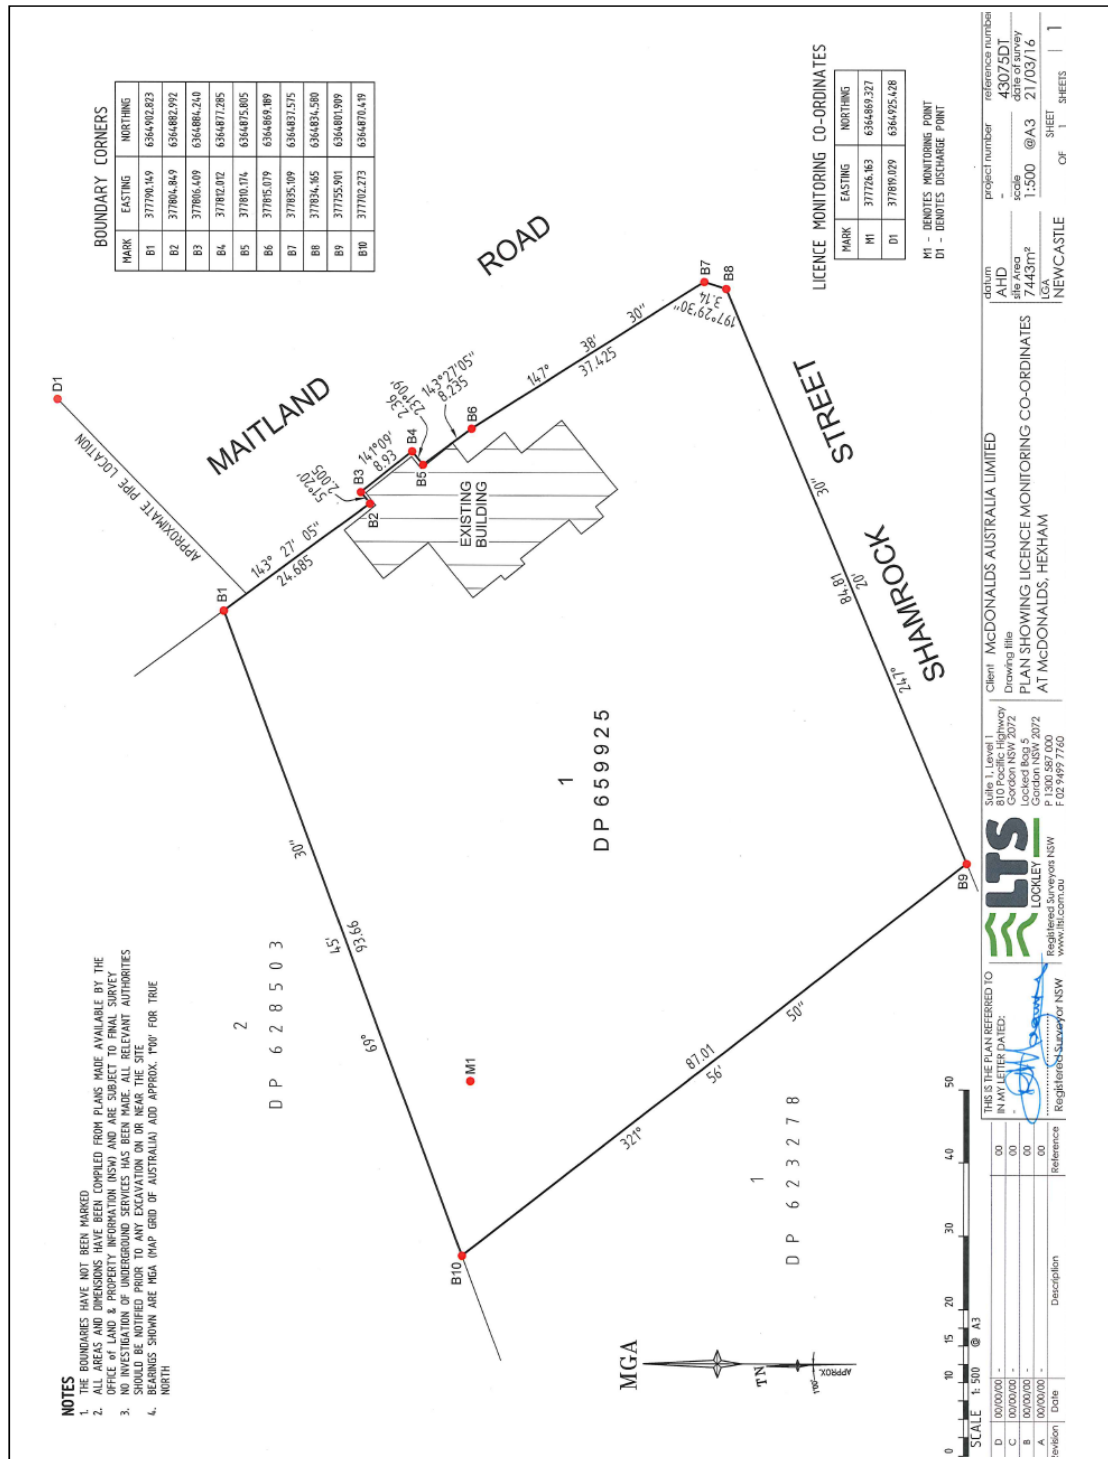 NOTES
1. THE BOUNDARIES HAVE NOT BEEN MARKED
2. ALL AREAS AND DIMENSIONS HAVE BEEN COMPILED FROM PLANS MADE AVAILABLE BY THE
OFFICE of LAND & PROPERTY INFORMATION (NSW) AND ARE SUBJECT TO FINAL SURVEY
3. NO INVESTIGATION OF UNDERGROUND SERVICES HAS BEEN MADE. ALL RELEVANT AUTHORITIES
SHOULD BE NOTIFIED PRIOR TO ANY EXCAVATION ON OR NEAR THE SITE
4. BEARINGS SHOWN ARE MGA (MAP GRID OF AUSTRALIA) ADD APPROX. 1°00' FOR TRUE
NORTH
BOUNDARY CORNERS
MARK EASTING NORTHING
B1 377790.149 6364902.823
B2 377804.849 6364882.992
B3 377806.409 6364884.240
B4 377812.012 6364877.285
B5 377810.174 6364875.805
B6 377815.079 6364869.189
B7 377835.109 6364837.575
B8 377834.165 6364834.580
B9 377755.901 6364801.909
B10 377702.273 6364870.419
D1
APPROXIMATE PIPE LOCATION
MAITLAND ROAD
B1
143° 27' 05"
24.685
B2
51°20'
2.005
B3
141°09'
8.93
B4
231°09'
2.36
B5
143°27'05"
8.235
B6
147° 38' 30"
37.425
B7
197°29'30"
3.14
B8
EXISTING
BUILDING
69° 45' 30"
93.66
2
DP 628503
M1
1
DP 659925
STREET
SHAMROCK
247° 20' 30"
84.81
B9
321° 56' 50"
87.01
B10
1
DP 623278
LICENCE MONITORING CO-ORDINATES
MARK EASTING NORTHING
M1 377726.163 6364869.327
D1 377819.029 6364925.428
M1 - DENOTES MONITORING POINT
D1 - DENOTES DISCHARGE POINT
MGA
TN
1°00'
APPROX
0 10 15 20 30 40 50
SCALE 1: 500 @ A3
D 00/00/00 - 00
C 00/00/00 - 00
B 00/00/00 - 00
A 00/00/00 - 00
Revision Date Description Reference
THIS IS THE PLAN REFERRED TO
IN MY LETTER DATED:
-
Registered Surveyor NSW
LTS
LOCKLEY
Registered Surveyors NSW
www.ltsl.com.au
Suite 1, Level 1
810 Pacific Highway
Gordon NSW 2072
Locked Bag 5
Gordon NSW 2072
P 1300 587 000
F 02 9499 7760
Client McDONALDS AUSTRALIA LIMITED
Drawing title
PLAN SHOWING LICENCE MONITORING CO-ORDINATES
AT McDONALDS, HEXHAM
datum
AHD
site Area
7443m²
LGA
NEWCASTLE
project number
-
scale
1:500 @A3
reference number
43075DT
date of survey
21/03/16
SHEET 1
OF 1 SHEETS